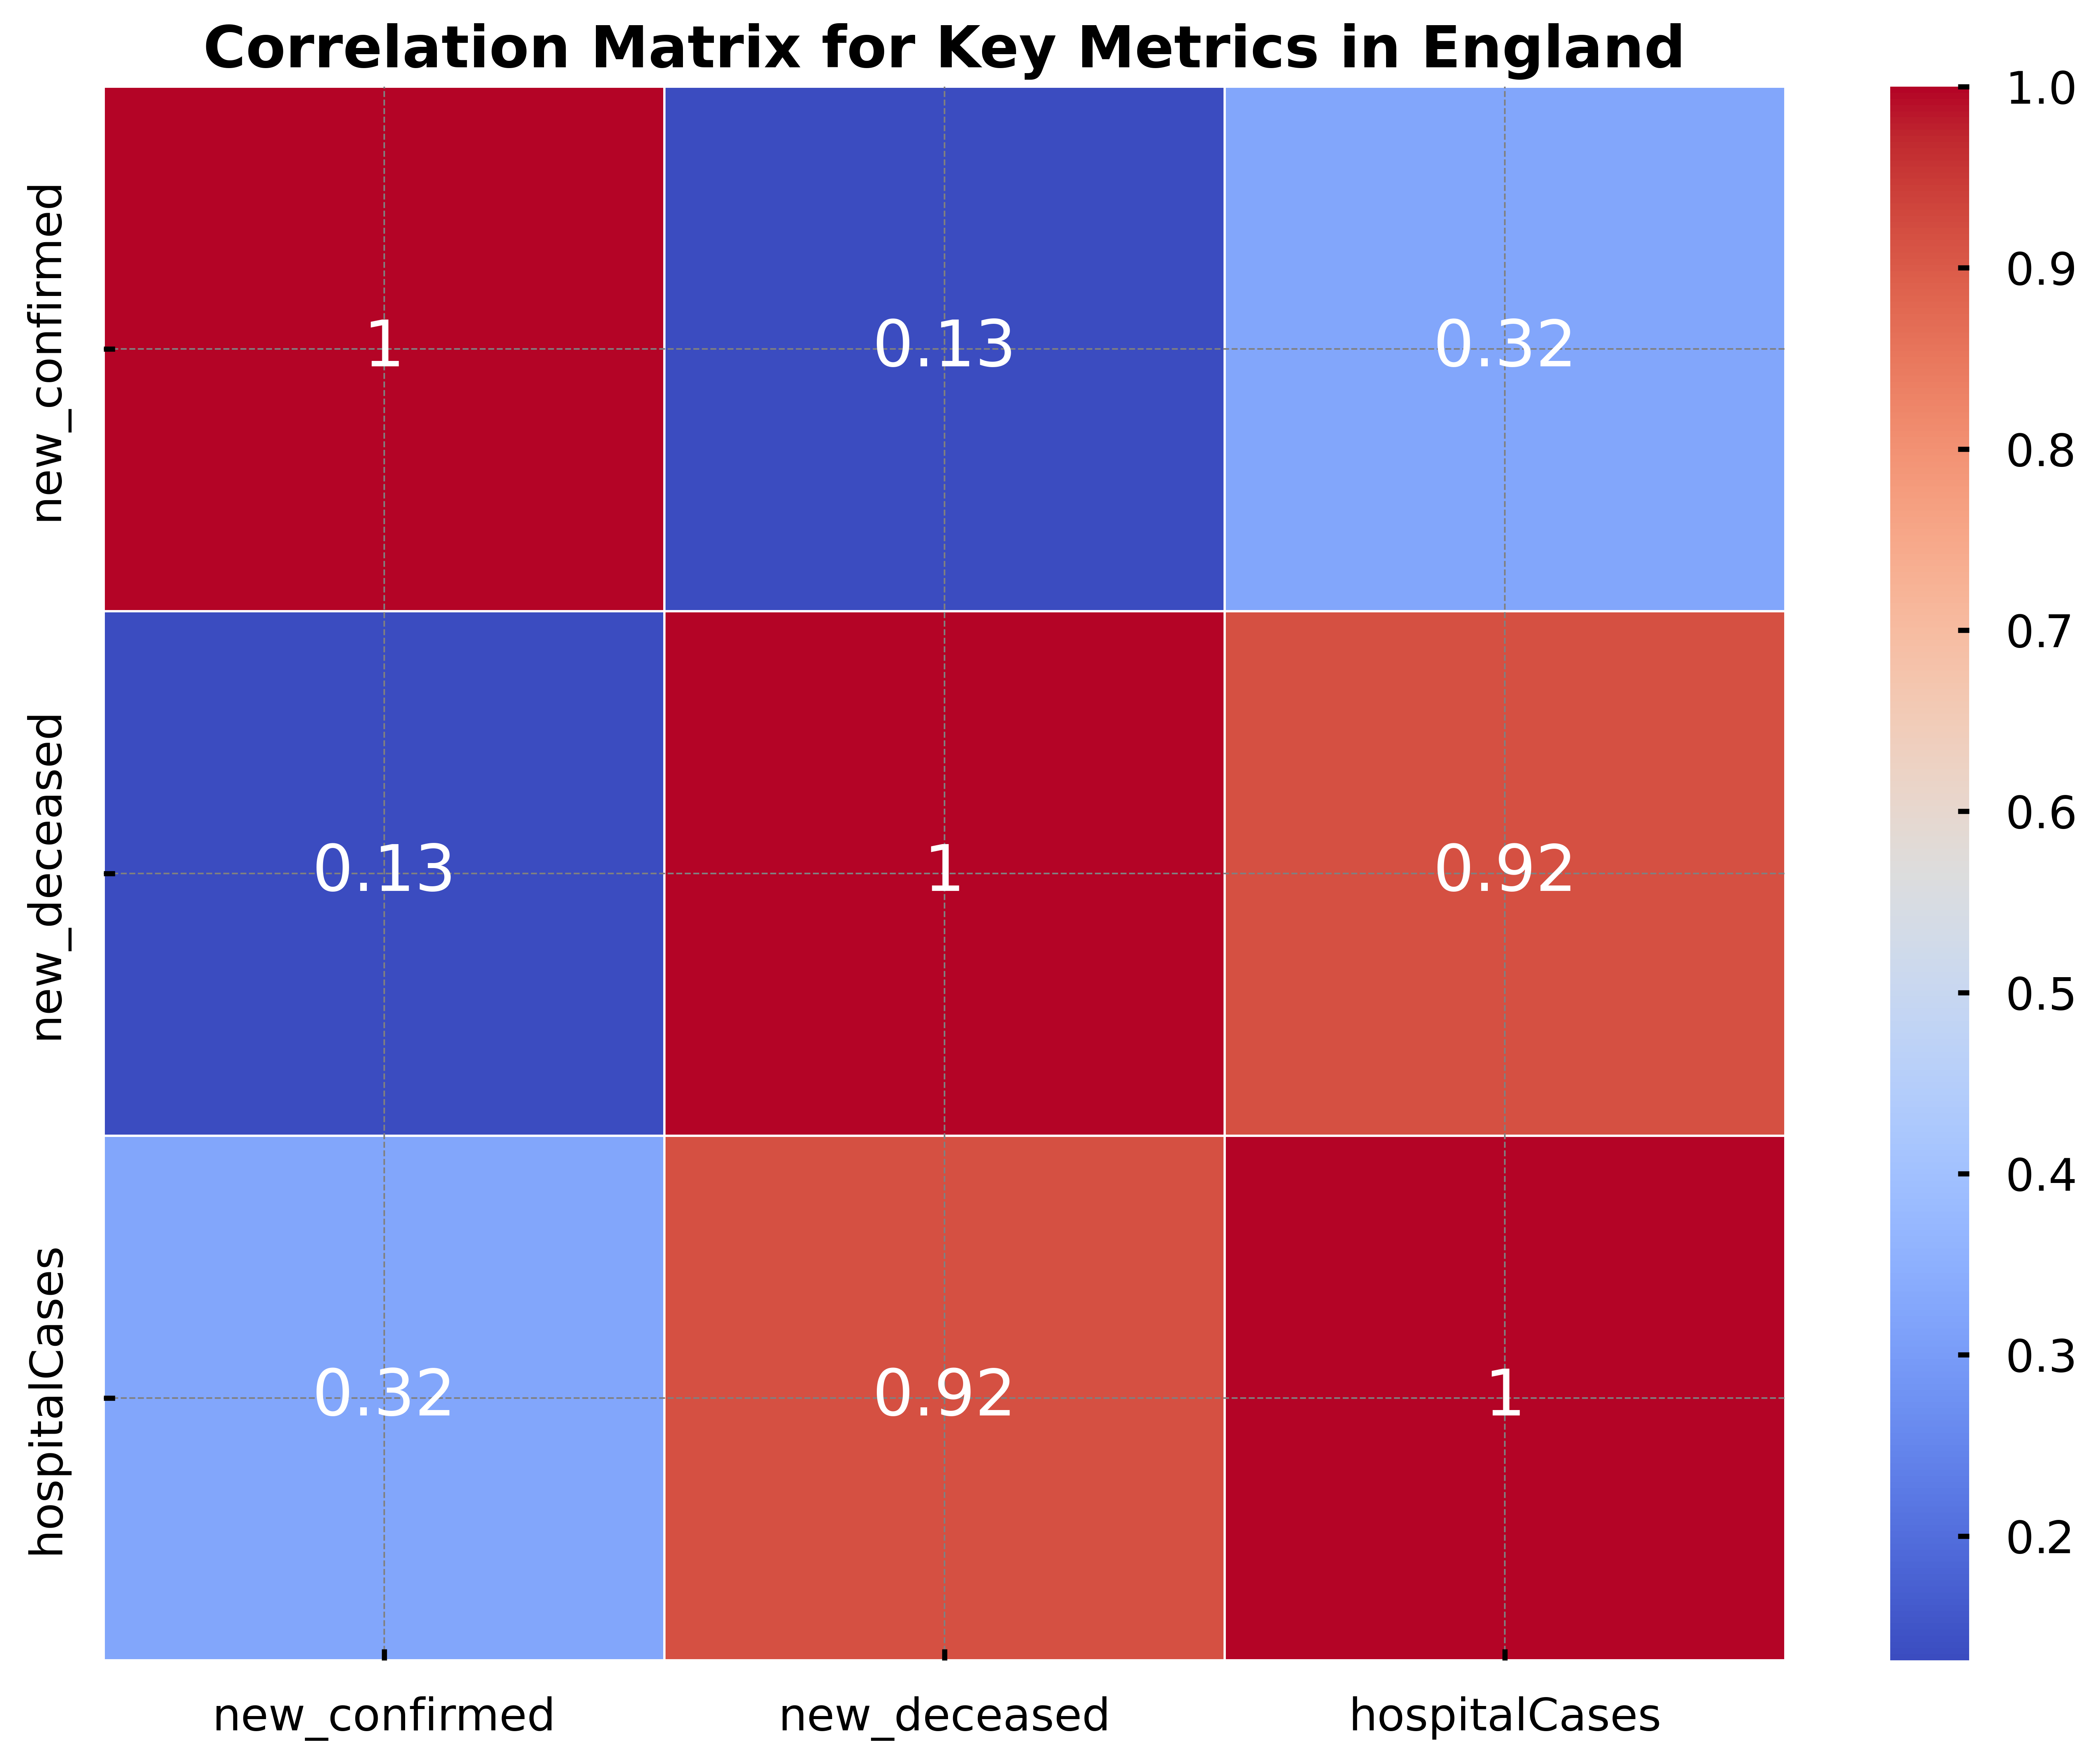 Correlation Matrix for Key Metrics in England
new_confirmed
1
0.13
0.32
new_deceased
0.13
1
0.92
hospitalCases
0.32
0.92
1
new_confirmed
new_deceased
hospitalCases
1.0
0.9
0.8
0.7
0.6
0.5
0.4
0.3
0.2